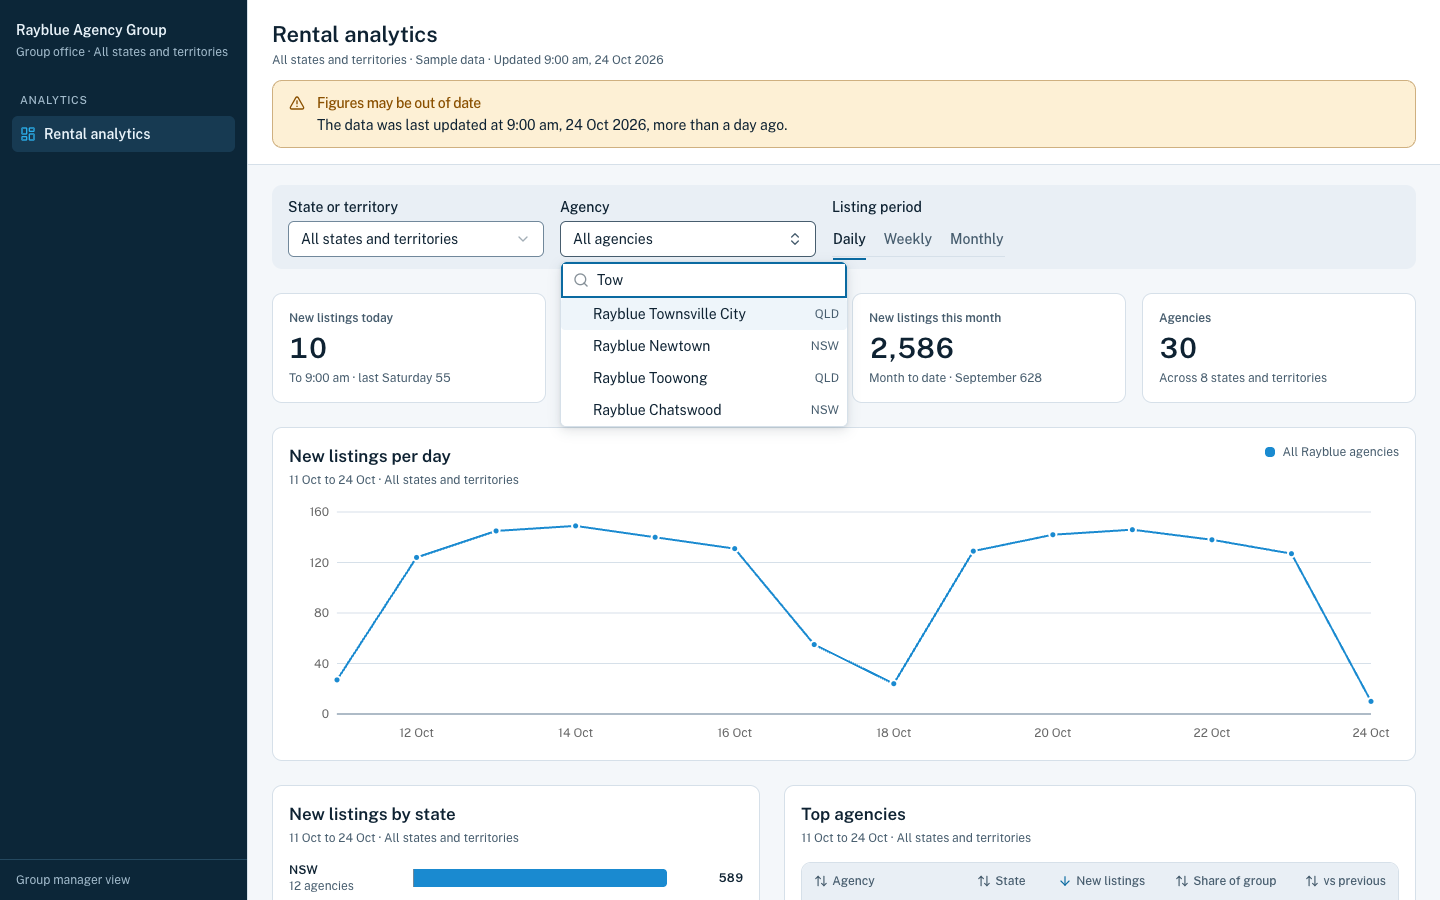 Rayblue Agency Group
Group office · All states and territories
ANALYTICS
Rental analytics
Group manager view
Rental analytics
All states and territories · Sample data · Updated 9:00 am, 24 Oct 2026
Figures may be out of date
The data was last updated at 9:00 am, 24 Oct 2026, more than a day ago.
State or territory
All states and territories
Agency
All agencies
Listing period
Daily Weekly Monthly
Tow
Rayblue Townsville City QLD
Rayblue Newtown NSW
Rayblue Toowong QLD
Rayblue Chatswood NSW
New listings today
10
To 9:00 am · last Saturday 55
New listings this month
2,586
Month to date · September 628
Agencies
30
Across 8 states and territories
New listings per day
11 Oct to 24 Oct · All states and territories
All Rayblue agencies
160
120
80
40
0
12 Oct 14 Oct 16 Oct 18 Oct 20 Oct 22 Oct 24 Oct
New listings by state
11 Oct to 24 Oct · All states and territories
NSW
12 agencies
589
Top agencies
11 Oct to 24 Oct · All states and territories
Agency State New listings Share of group vs previous